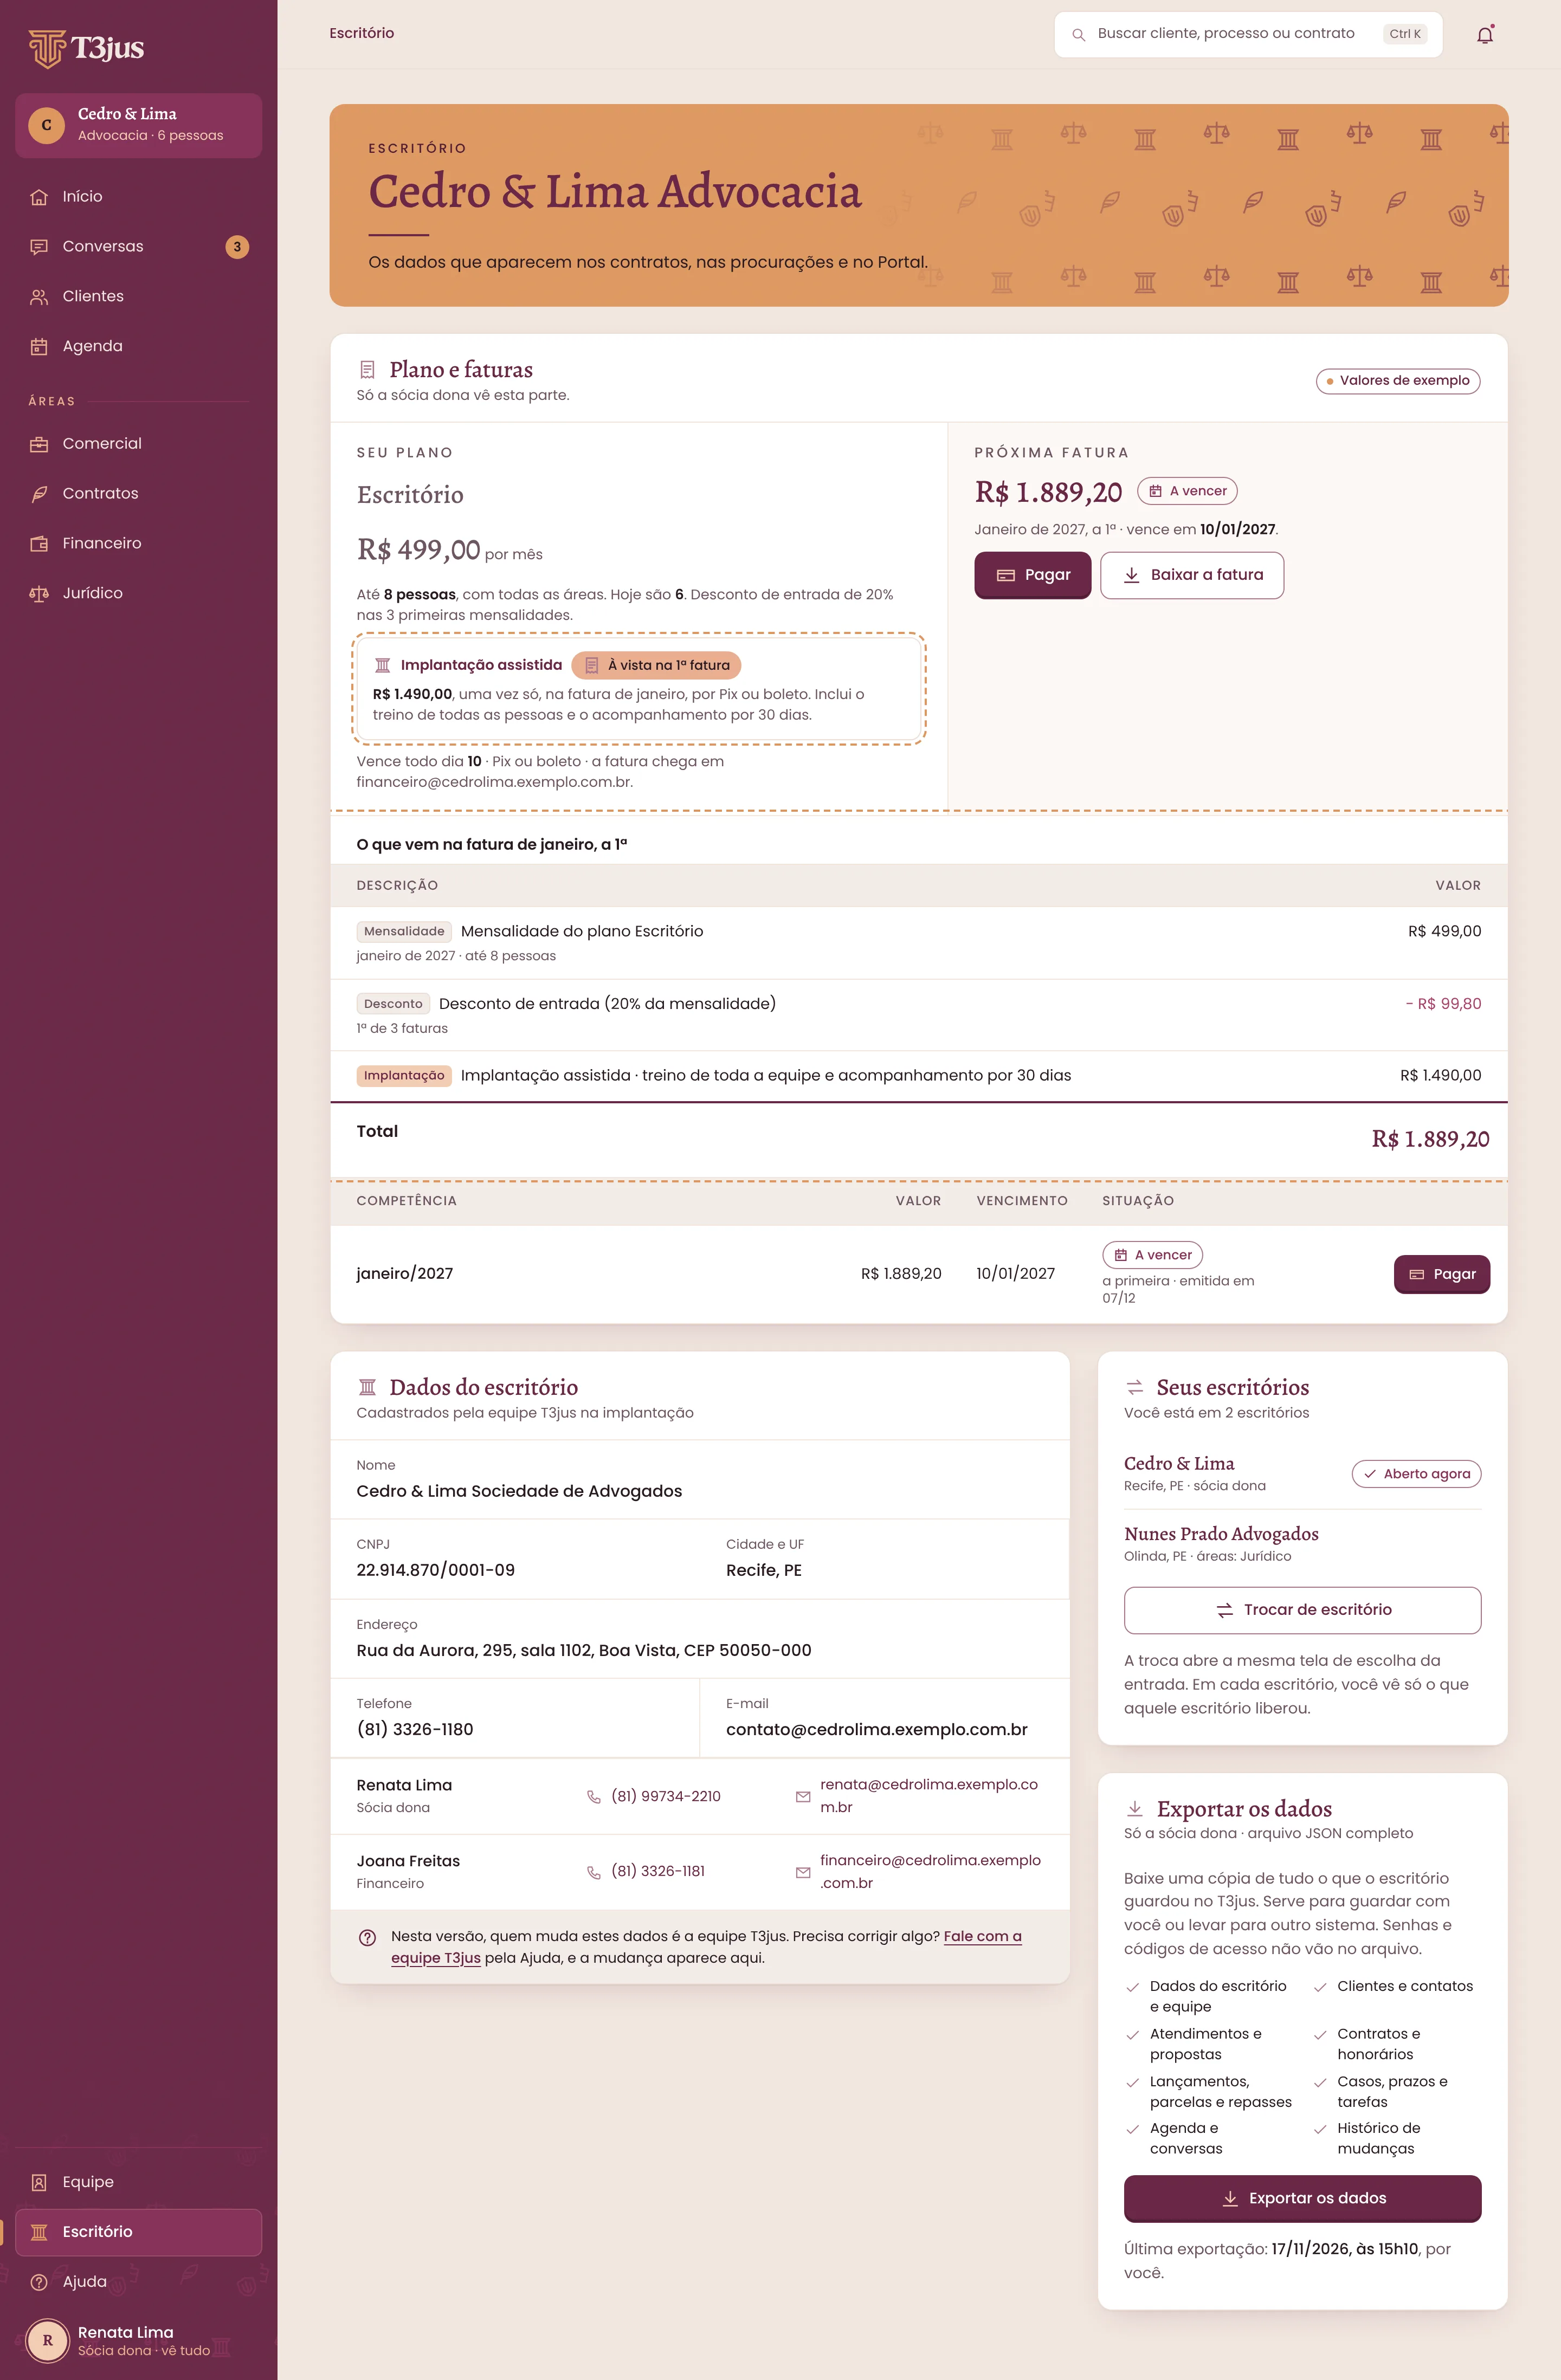 T3jus
C
Cedro & Lima
Advocacia · 6 pessoas
Início
Conversas
3
Clientes
Agenda
ÁREAS
Comercial
Contratos
Financeiro
Jurídico
Equipe
Escritório
Ajuda
R
Renata Lima
Sócia dona · vê tudo
Escritório
Buscar cliente, processo ou contrato
Ctrl K
ESCRITÓRIO
Cedro & Lima Advocacia
Os dados que aparecem nos contratos, nas procurações e no Portal.
Plano e faturas
Só a sócia dona vê esta parte.
Valores de exemplo
SEU PLANO
Escritório
R$ 499,00 por mês
Até 8 pessoas, com todas as áreas. Hoje são 6. Desconto de entrada de 20%
nas 3 primeiras mensalidades.
Implantação assistida
À vista na 1ª fatura
R$ 1.490,00, uma vez só, na fatura de janeiro, por Pix ou boleto. Inclui o
treino de todas as pessoas e o acompanhamento por 30 dias.
Vence todo dia 10 · Pix ou boleto · a fatura chega em
financeiro@cedrolima.exemplo.com.br.
PRÓXIMA FATURA
R$ 1.889,20
A vencer
Janeiro de 2027, a 1ª · vence em 10/01/2027.
Pagar
Baixar a fatura
O que vem na fatura de janeiro, a 1ª
DESCRIÇÃO
VALOR
Mensalidade
Mensalidade do plano Escritório
R$ 499,00
janeiro de 2027 · até 8 pessoas
Desconto
Desconto de entrada (20% da mensalidade)
− R$ 99,80
1ª de 3 faturas
Implantação
Implantação assistida · treino de toda a equipe e acompanhamento por 30 dias
R$ 1.490,00
Total
R$ 1.889,20
COMPETÊNCIA
VALOR
VENCIMENTO
SITUAÇÃO
janeiro/2027
R$ 1.889,20
10/01/2027
A vencer
a primeira · emitida em
07/12
Pagar
Dados do escritório
Cadastrados pela equipe T3jus na implantação
Nome
Cedro & Lima Sociedade de Advogados
CNPJ
22.914.870/0001-09
Cidade e UF
Recife, PE
Endereço
Rua da Aurora, 295, sala 1102, Boa Vista, CEP 50050-000
Telefone
(81) 3326-1180
E-mail
contato@cedrolima.exemplo.com.br
Renata Lima
Sócia dona
(81) 99734-2210
renata@cedrolima.exemplo.co
m.br
Joana Freitas
Financeiro
(81) 3326-1181
financeiro@cedrolima.exemplo
.com.br
Nesta versão, quem muda estes dados é a equipe T3jus. Precisa corrigir algo? Fale com a
equipe T3jus pela Ajuda, e a mudança aparece aqui.
Seus escritórios
Você está em 2 escritórios
Cedro & Lima
Recife, PE · sócia dona
Aberto agora
Nunes Prado Advogados
Olinda, PE · áreas: Jurídico
Trocar de escritório
A troca abre a mesma tela de escolha da
entrada. Em cada escritório, você vê só o que
aquele escritório liberou.
Exportar os dados
Só a sócia dona · arquivo JSON completo
Baixe uma cópia de tudo o que o escritório
guardou no T3jus. Serve para guardar com
você ou levar para outro sistema. Senhas e
códigos de acesso não vão no arquivo.
Dados do escritório
e equipe
Clientes e contatos
Atendimentos e
propostas
Contratos e
honorários
Lançamentos,
parcelas e repasses
Casos, prazos e
tarefas
Agenda e
conversas
Histórico de
mudanças
Exportar os dados
Última exportação: 17/11/2026, às 15h10, por
você.